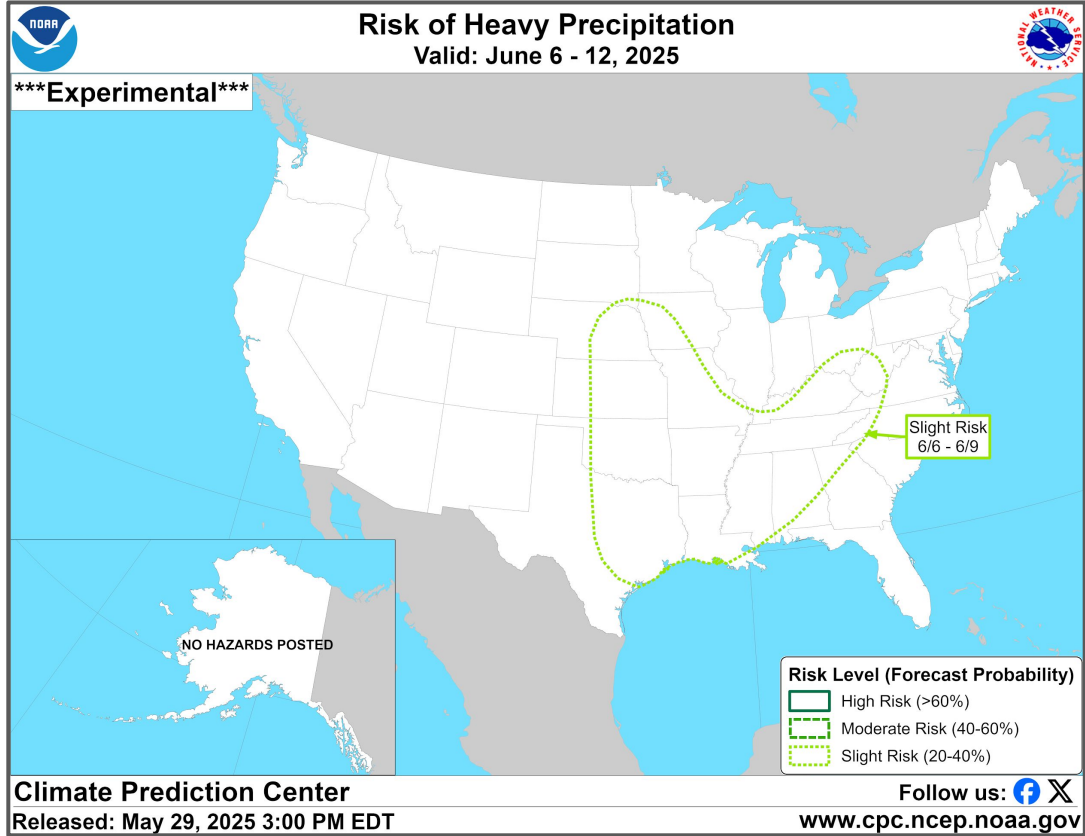 NOAA
Risk of Heavy Precipitation
Valid: June 6 - 12, 2025
NATIONAL WEATHER SERVICE
***Experimental***
Slight Risk
6/6 - 6/9
NO HAZARDS POSTED
Risk Level (Forecast Probability)
High Risk (>60%)
Moderate Risk (40-60%)
Slight Risk (20-40%)
Climate Prediction Center
Follow us:
Released: May 29, 2025 3:00 PM EDT
www.cpc.ncep.noaa.gov